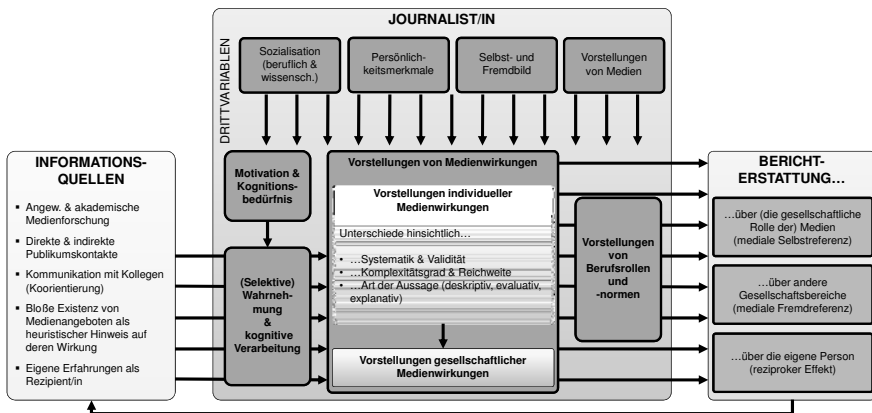 JOURNALIST/IN
DRITTVARIABLEN
Sozialisation
(beruflich &
wissensch.)
Persönlich-
keitsmerkmale
Selbst- und
Fremdbild
Vorstellungen
von Medien
INFORMATIONS-
QUELLEN
▪ Angew. & akademische
Medienforschung
▪ Direkte & indirekte
Publikumskontakte
▪ Kommunikation mit Kollegen
(Koorientierung)
▪ Bloße Existenz von
Medienangeboten als
heuristischer Hinweis auf
deren Wirkung
▪ Eigene Erfahrungen als
Rezipient/in
Motivation &
Kognitions-
bedürfnis
(Selektive)
Wahrneh-
mung
&
kognitive
Verarbeitung
Vorstellungen von Medienwirkungen
Vorstellungen individueller
Medienwirkungen
Unterschiede hinsichtlich…
• …Systematik & Validität
• …Komplexitätsgrad & Reichweite
• …Art der Aussage (deskriptiv, evaluativ,
explanativ)
Vorstellungen gesellschaftlicher
Medienwirkungen
Vorstellungen
von
Berufsrollen
und
-normen
BERICHT-
ERSTATTUNG…
…über (die gesellschaftliche
Rolle der) Medien
(mediale Selbstreferenz)
…über andere
Gesellschaftsbereiche
(mediale Fremdreferenz)
…über die eigene Person
(reziproker Effekt)